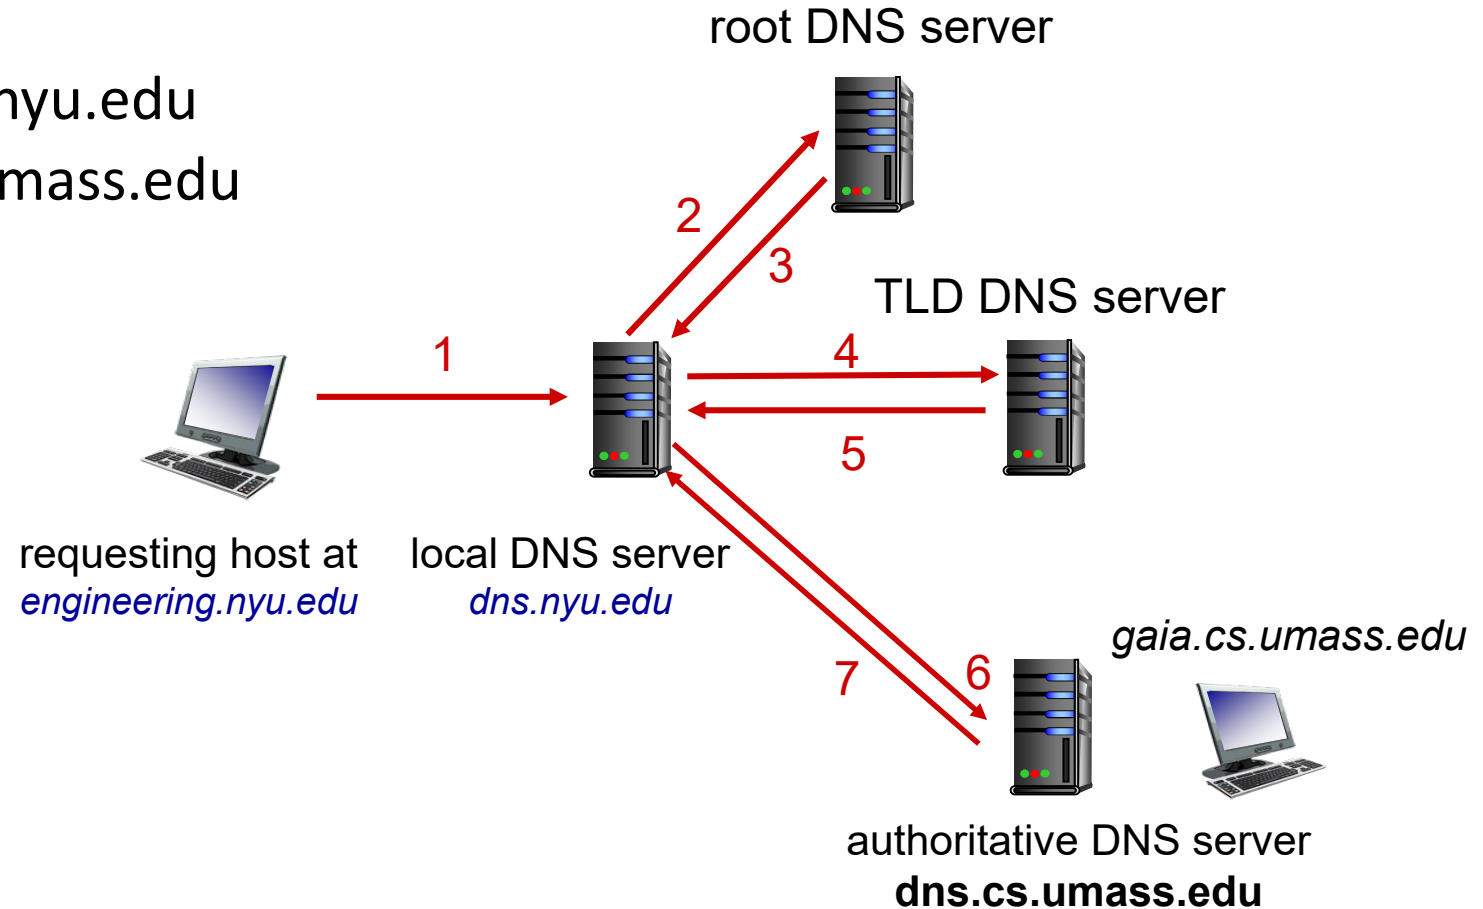 root DNS server
nyu.edu
mass.edu
2
3
TLD DNS server
1
4
5
requesting host at
engineering.nyu.edu
local DNS server
dns.nyu.edu
gaia.cs.umass.edu
7
6
authoritative DNS server
dns.cs.umass.edu